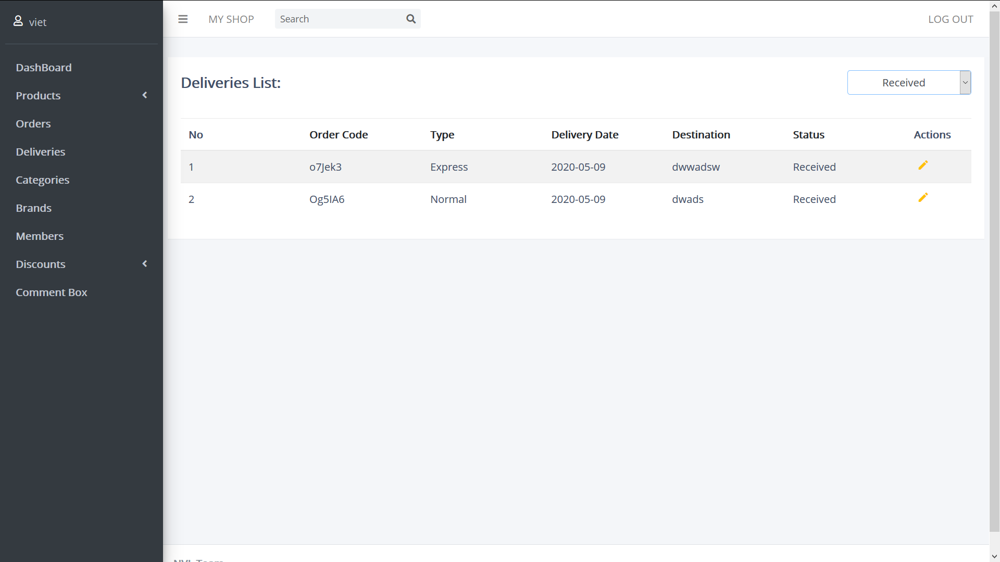 viet
MY SHOP
Search
LOG OUT
DashBoard
Products
Orders
Deliveries
Categories
Brands
Members
Discounts
Comment Box
Deliveries List:
Received
No Order Code Type Delivery Date Destination Status Actions
1 o7Jek3 Express 2020-05-09 dwwadsw Received
2 Og5IA6 Normal 2020-05-09 dwads Received
Team